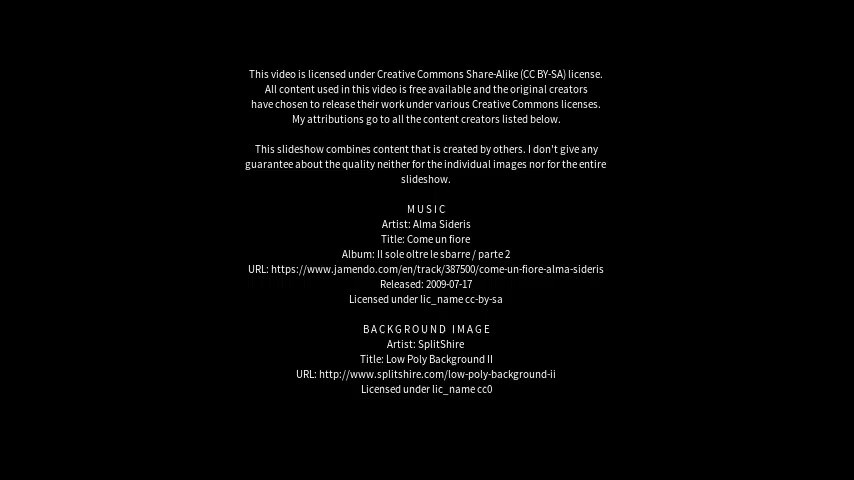 This video is licensed under Creative Commons Share-Alike (CC BY-SA) license.
All content used in this video is free available and the original creators
have chosen to release their work under various Creative Commons licenses.
My attributions go to all the content creators listed below.
This slideshow combines content that is created by others. I don't give any
guarantee about the quality neither for the individual images nor for the entire
slideshow.
MUSIC
Artist: Alma Sideris
Title: Come un fiore
Album: Il sole oltre le sbarre / parte 2
URL: https://www.jamendo.com/en/track/387500/come-un-fiore-alma-sideris
Released: 2009-07-17
Licensed under lic_name cc-by-sa
BACKGROUND IMAGE
Artist: SplitShire
Title: Low Poly Background II
URL: http://www.splitshire.com/low-poly-background-ii
Licensed under lic_name cc0